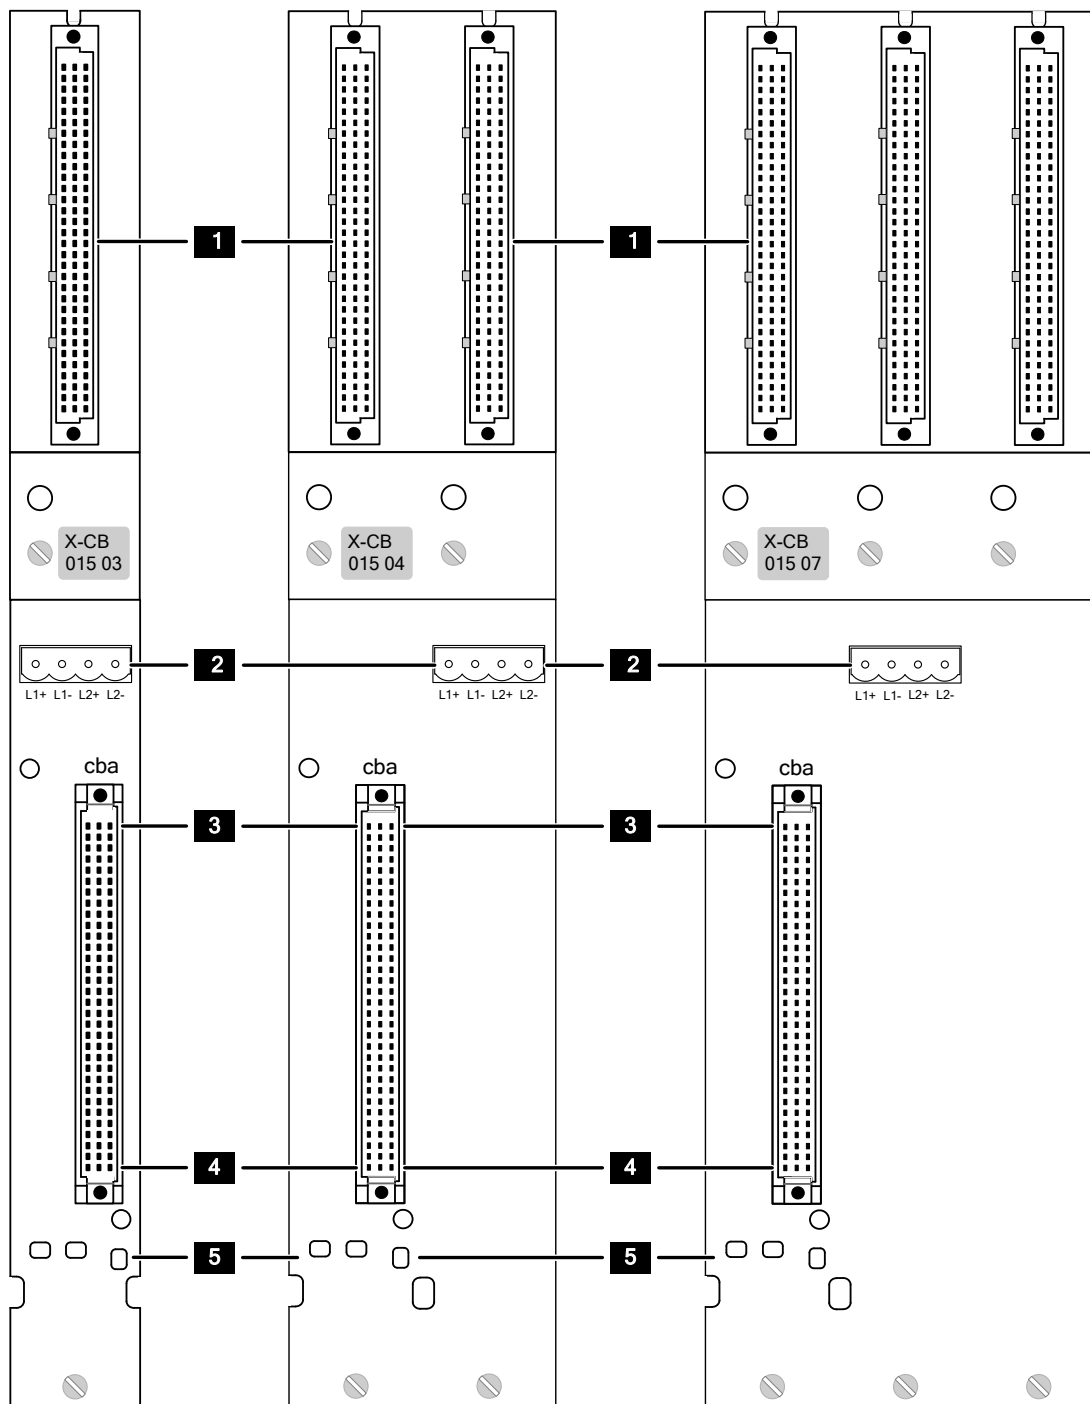 1
1
X-CB
015 03
X-CB
015 04
X-CB
015 07
2
2
L1+ L1- L2+ L2-
L1+ L1- L2+ L2-
L1+ L1- L2+ L2-
cba
cba
cba
3
3
4
4
5
5